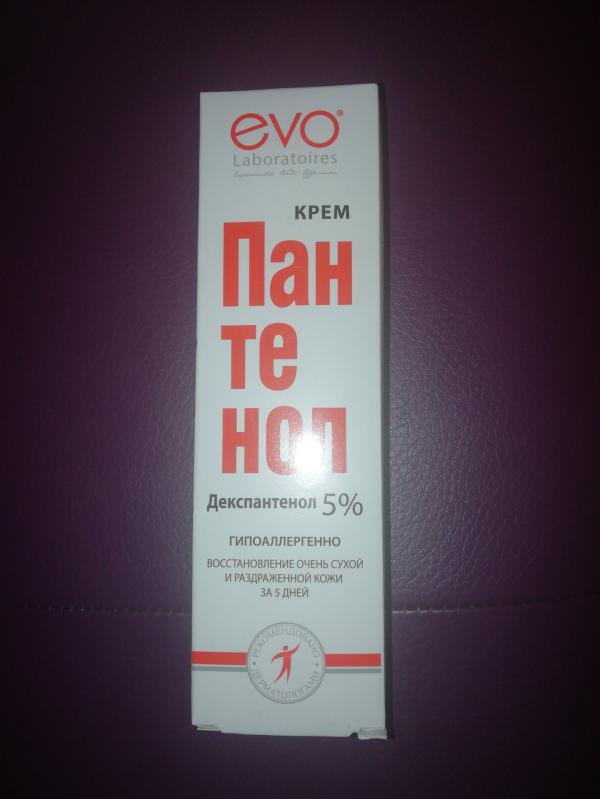 evo®
Laboratoires
КРЕМ
Пан
те
нол
Декспантенол 5%
ГИПОАЛЛЕРГЕННО
ВОССТАНОВЛЕНИЕ ОЧЕНЬ СУХОЙ
И РАЗДРАЖЕННОЙ КОЖИ
ЗА 5 ДНЕЙ
РЕКОМЕНДОВАНО
ДЕРМАТОЛОГАМИ